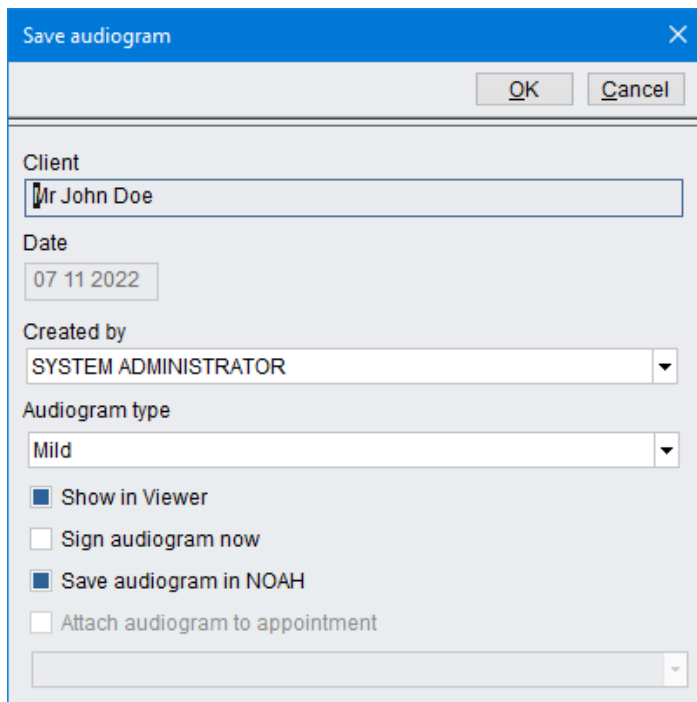 Save audiogram
OK Cancel
Client
Mr John Doe
Date
07 11 2022
Created by
SYSTEM ADMINISTRATOR
Audiogram type
Mild
Show in Viewer
Sign audiogram now
Save audiogram in NOAH
Attach audiogram to appointment